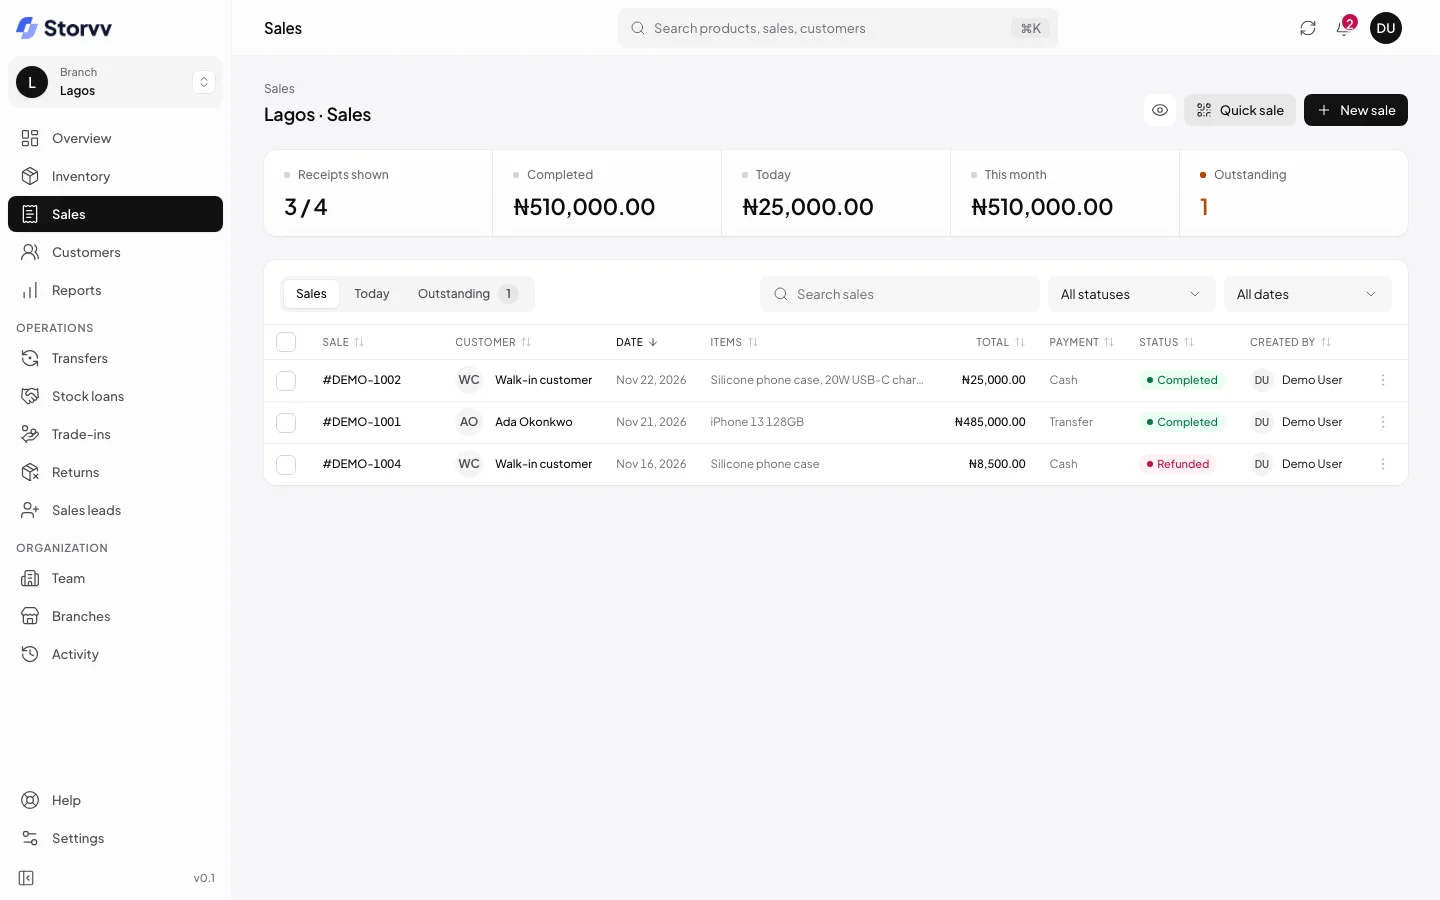 Storvv
Sales
Search products, sales, customers
⌘K
2
DU
L
Branch
Lagos
Overview
Inventory
Sales
Customers
Reports
OPERATIONS
Transfers
Stock loans
Trade-ins
Returns
Sales leads
ORGANIZATION
Team
Branches
Activity
Help
Settings
v0.1
Sales
Lagos · Sales
Quick sale
New sale
Receipts shown
3 / 4
Completed
₦510,000.00
Today
₦25,000.00
This month
₦510,000.00
Outstanding
1
Sales Today Outstanding 1
Search sales
All statuses
All dates
SALE CUSTOMER DATE ITEMS TOTAL PAYMENT STATUS CREATED BY
#DEMO-1002 WC Walk-in customer Nov 22, 2026 Silicone phone case, 20W USB-C char... ₦25,000.00 Cash Completed DU Demo User
#DEMO-1001 AO Ada Okonkwo Nov 21, 2026 iPhone 13 128GB ₦485,000.00 Transfer Completed DU Demo User
#DEMO-1004 WC Walk-in customer Nov 16, 2026 Silicone phone case ₦8,500.00 Cash Refunded DU Demo User